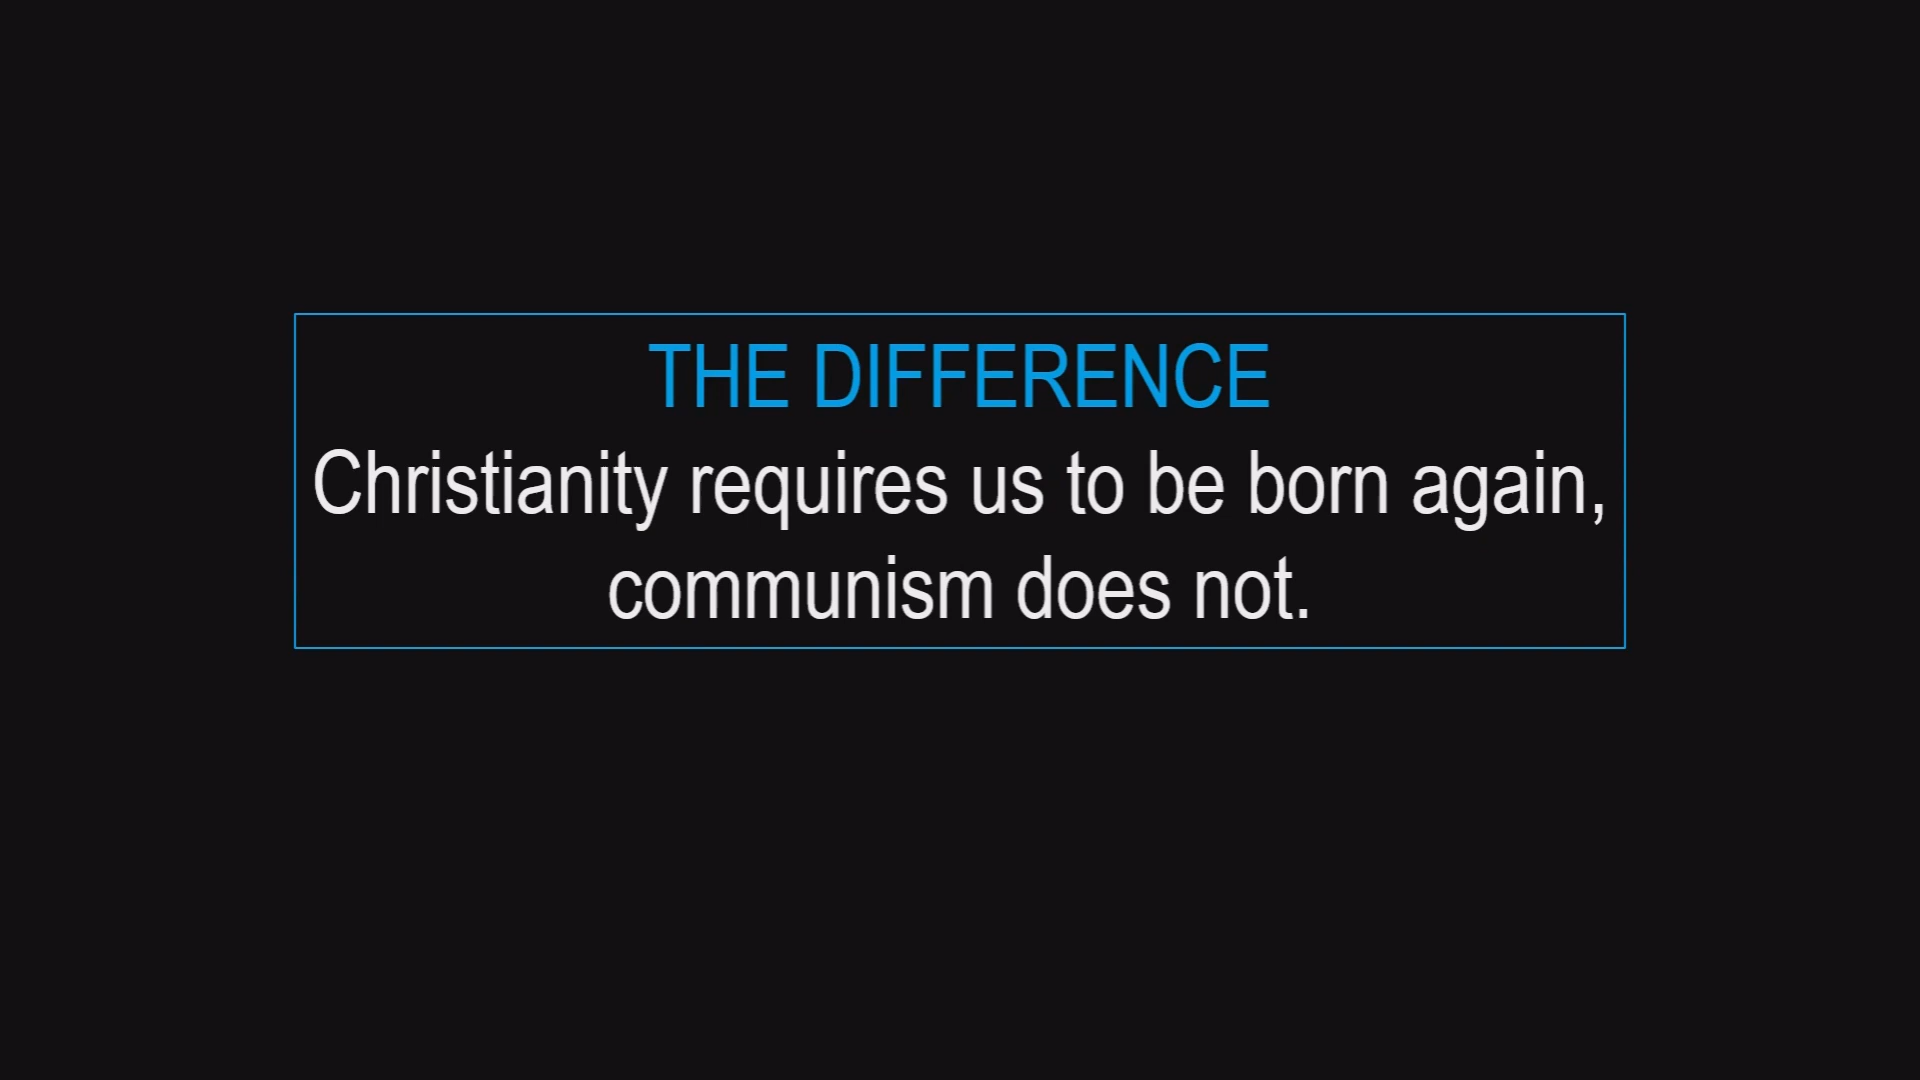 THE DIFFERENCE
Christianity requires us to be born again,
communism does not.